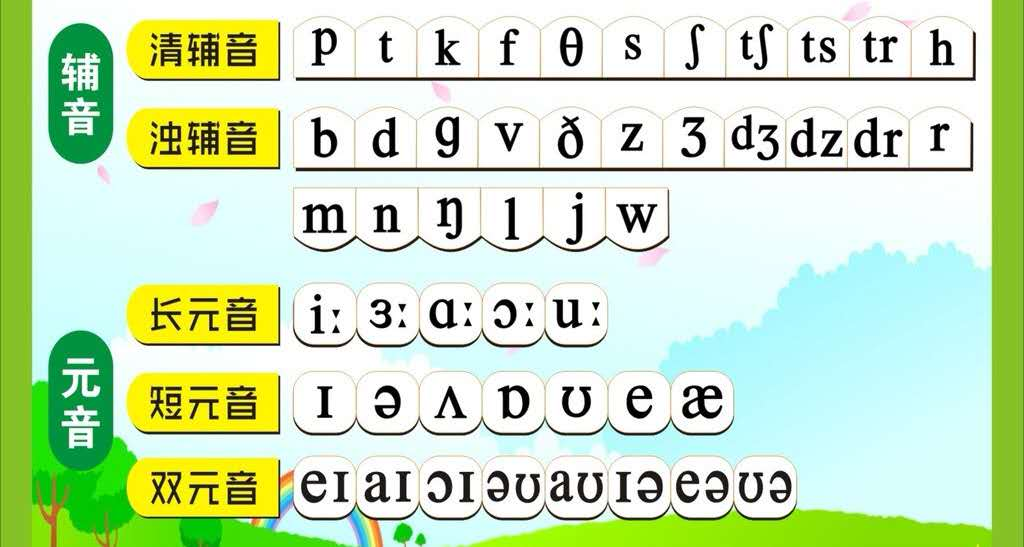 辅音
清辅音 p t k f θ s ʃ tʃ ts tr h
浊辅音 b d g v ð z ʒ dʒ dz dr r
m n ŋ l j w
元音
长元音 iː ɜː ɑː ɔː uː
短元音 ɪ ə ʌ ɒ ʊ e æ
双元音 eɪ aɪ ɔɪ əʊ aʊ ɪə eə ʊə